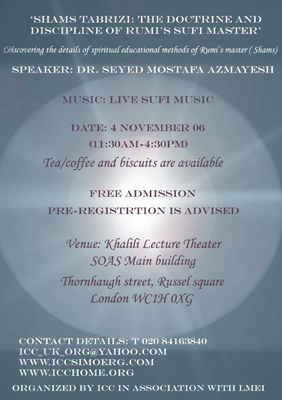 'SHAMS TABRIZI: THE DOCTRINE AND
DISCIPLINE OF RUMI'S SUFI MASTER'
Discovering the details of spiritual educational methods of Rumi's master ( Shams)
SPEAKER: DR. SEYED MOSTAFA AZMAYESH
MUSIC: LIVE SUFI MUSIC
DATE: 4 NOVEMBER 06
(11:30AM-4:30PM)
Tea/coffee and biscuits are available
FREE ADMISSION
PRE-REGISTRTION IS ADVISED
Venue: Khalili Lecture Theater
SOAS Main building
Thornhaugh street, Russel square
London WC1H 0XG
CONTACT DETAILS: T 020 84163840
ICC_UK_ORG@YAHOO.COM
WWW.ICCSIMOERG.COM
WWW.ICCHOME.ORG
ORGANIZED BY ICC IN ASSOCIATION WITH LMEI